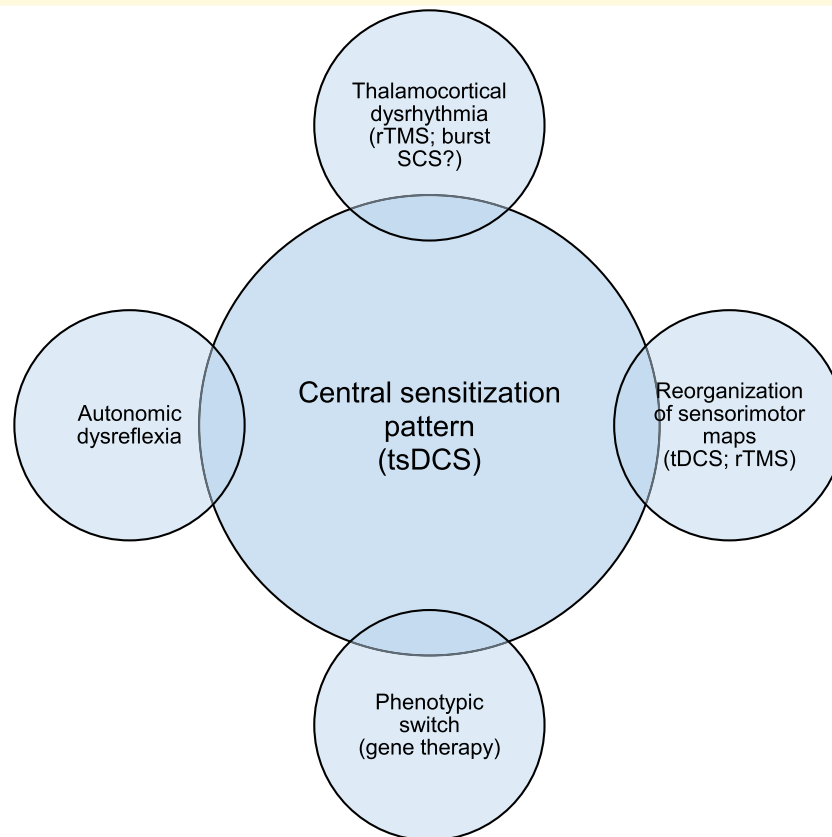 Thalamocortical
dysrhythmia
(rTMS; burst
SCS?)
Central sensitization
pattern
(tsDCS)
Autonomic
dysreflexia
Reorganization
of sensorimotor
maps
(tDCS; rTMS)
Phenotypic
switch
(gene therapy)